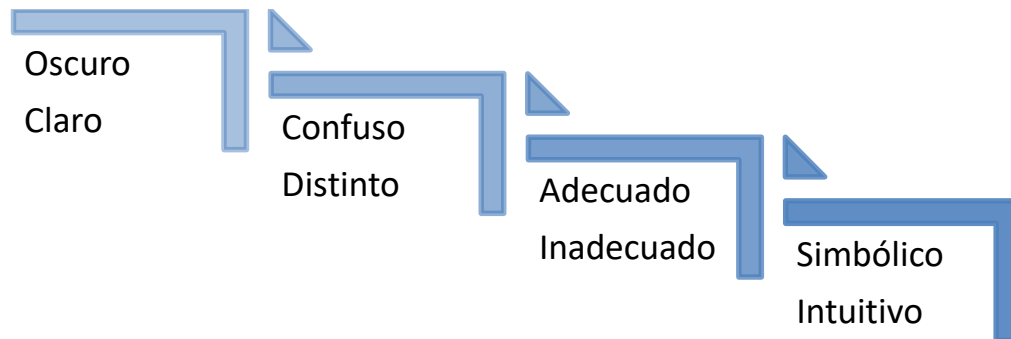 Oscuro
Claro
Confuso
Distinto
Adecuado
Inadecuado
Simbólico
Intuitivo